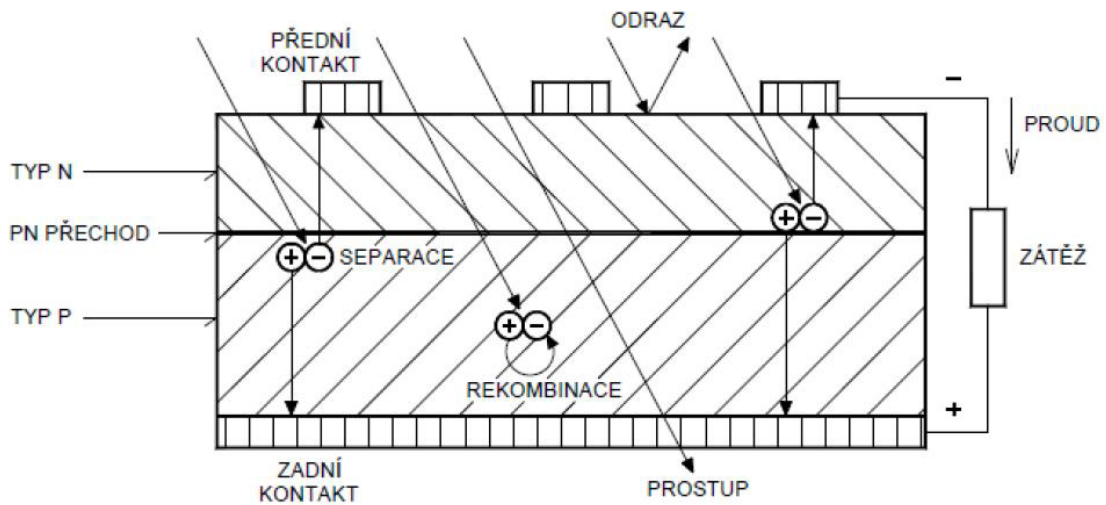 ODRAZ
PŘEDNÍ
KONTAKT
–
PROUD
TYP N
PN PŘECHOD
+ –
+ – SEPARACE
ZÁTĚŽ
TYP P
+ –
REKOMBINACE
+
ZADNÍ
KONTAKT
PROSTUP